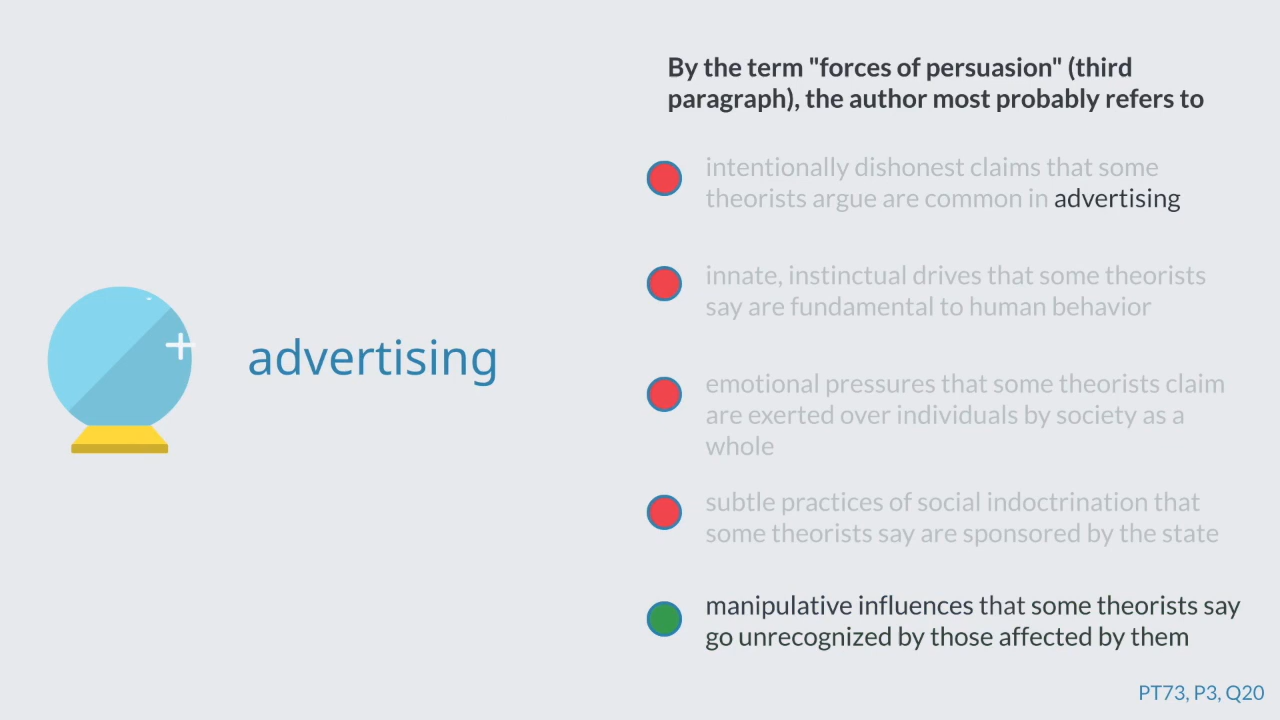 By the term "forces of persuasion" (third
paragraph), the author most probably refers to
intentionally dishonest claims that some
theorists argue are common in advertising
innate, instinctual drives that some theorists
say are fundamental to human behavior
advertising
emotional pressures that some theorists claim
are exerted over individuals by society as a
whole
subtle practices of social indoctrination that
some theorists say are sponsored by the state
manipulative influences that some theorists say
go unrecognized by those affected by them
PT73, P3, Q20